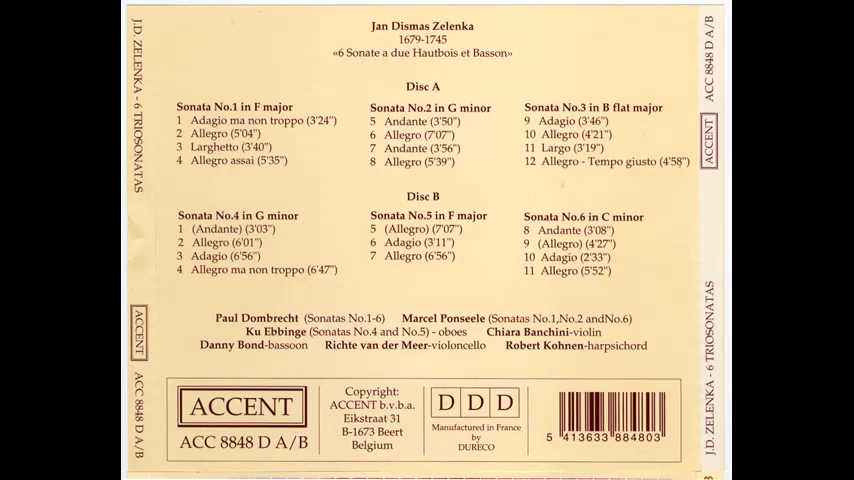 Jan Dismas Zelenka
1679-1745
«6 Sonate a due Hautbois et Basson»
Disc A
Sonata No.1 in F major
1 Adagio ma non troppo (3'24")
2 Allegro (5'04")
3 Larghetto (3'40")
4 Allegro assai (5'35")
Sonata No.2 in G minor
5 Andante (3'50")
6 Allegro (7'07")
7 Andante (3'56")
8 Allegro (5'39")
Sonata No.3 in B flat major
9 Adagio (3'46")
10 Allegro (4'21")
11 Largo (3'19")
12 Allegro - Tempo giusto (4'58")
Disc B
Sonata No.4 in G minor
1 (Andante) (3'03")
2 Allegro (6'01")
3 Adagio (6'56")
4 Allegro ma non troppo (6'47")
Sonata No.5 in F major
5 (Allegro) (7'07")
6 Adagio (3'11")
7 Allegro (6'56")
Sonata No.6 in C minor
8 Andante (3'08")
9 (Allegro) (4'27")
10 Adagio (2'33")
11 Allegro (5'52")
Paul Dombrecht (Sonatas No.1-6) Marcel Ponseele (Sonatas No.1,No.2 andNo.6)
Ku Ebbinge (Sonatas No.4 and No.5) - oboes Chiara Banchini-violin
Danny Bond-bassoon Richte van der Meer-violoncello Robert Kohnen-harpsichord
ACCENT
ACC 8848 D A/B
Copyright:
ACCENT b.v.b.a.
Eikstraat 31
B-1673 Beert
Belgium
D D D
Manufactured in France
by
DURECO
5 413633 884803
J.D. ZELENKA - 6 TRIOSONATAS
ACCENT
ACC 8848 D A/B
ACC 8848 D A/B
ACCENT
J.D. ZELENKA - 6 TRIOSONATAS